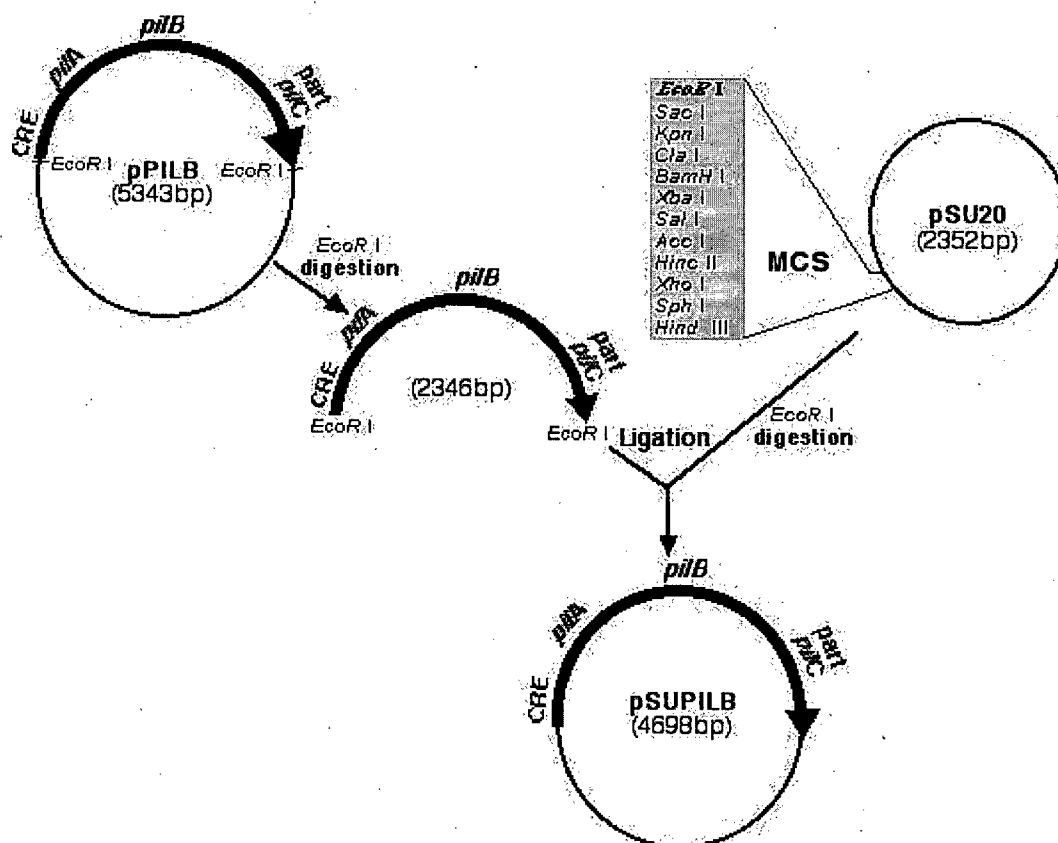 pilB
pilA
part
pilC
CRE
EcoR I
EcoR I
pPILB
(5343bp)
EcoR I
digestion
EcoR I
Sac I
Kpn I
Cla I
BamH I
Xba I
Sal I
Acc I
Hinc II
Xho I
Sph I
Hind III
MCS
pSU20
(2352bp)
pilB
pilA
part
pilC
CRE
(2346bp)
EcoR I
EcoR I
Ligation
EcoR I
digestion
pilB
pilA
part
pilC
CRE
pSUPILB
(4698bp)